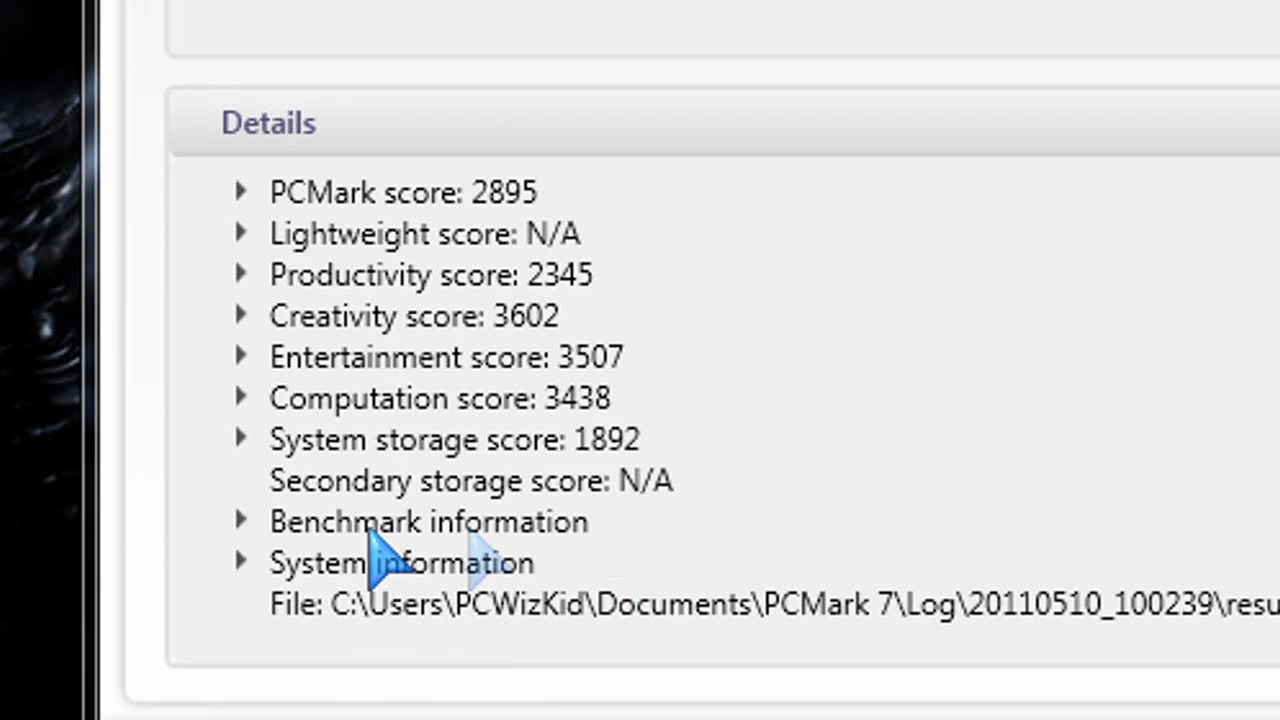 Details
PCMark score: 2895
Lightweight score: N/A
Productivity score: 2345
Creativity score: 3602
Entertainment score: 3507
Computation score: 3438
System storage score: 1892
Secondary storage score: N/A
Benchmark information
System information
File: C:\Users\PCWizKid\Documents\PCMark 7\Log\20110510_100239\resu